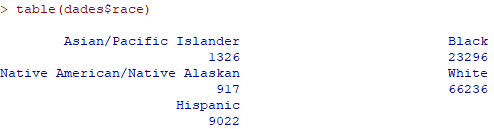 > table(dades$race)
Asian/Pacific Islander Black
1326 23296
Native American/Native Alaskan White
917 66236
Hispanic
9022